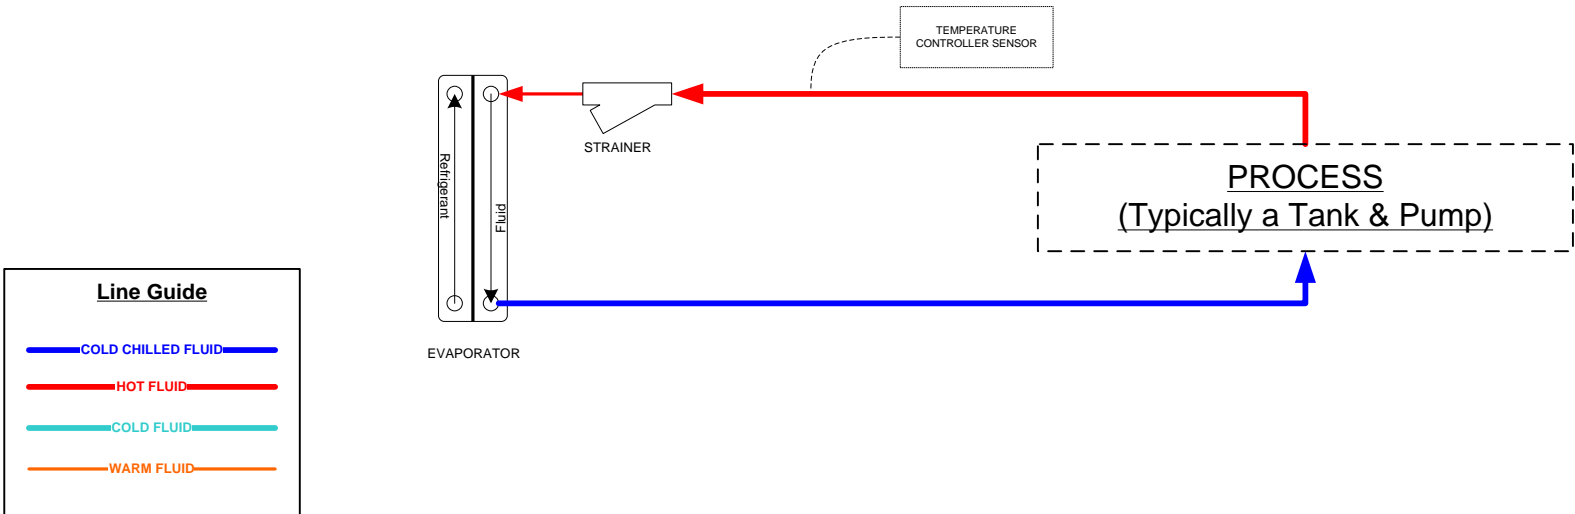 TEMPERATURE
CONTROLLER SENSOR
STRAINER
Refrigerant
Fluid
PROCESS
(Typically a Tank & Pump)
EVAPORATOR
Line Guide
COLD CHILLED FLUID
HOT FLUID
COLD FLUID
WARM FLUID